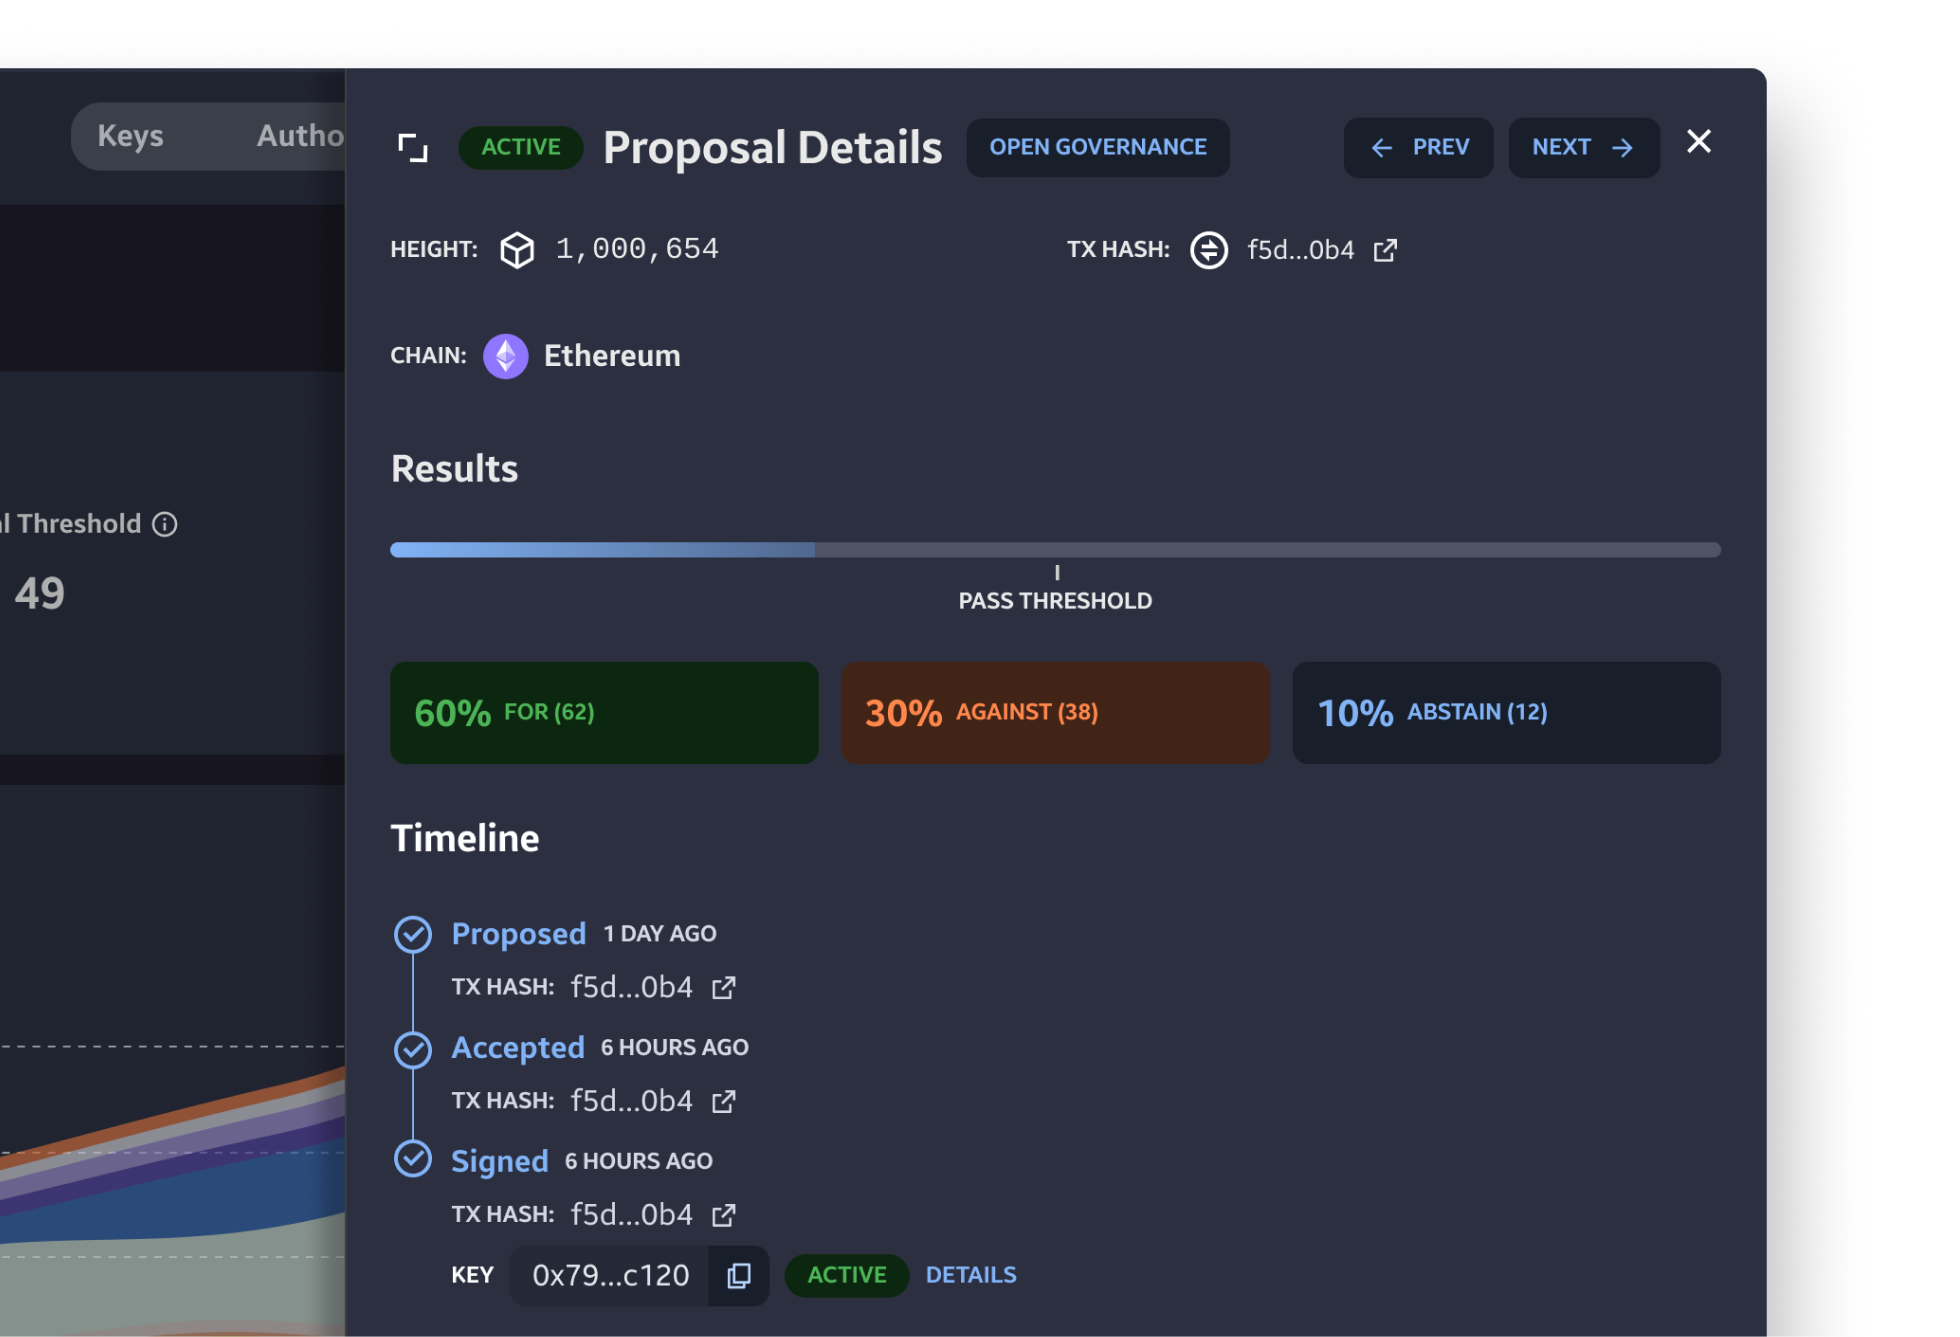 Keys Autho
ACTIVE Proposal Details OPEN GOVERNANCE PREV NEXT
HEIGHT: 1,000,654 TX HASH: f5d...0b4
CHAIN: Ethereum
Results
l Threshold
49
PASS THRESHOLD
60% FOR (62) 30% AGAINST (38) 10% ABSTAIN (12)
Timeline
Proposed 1 DAY AGO
TX HASH: f5d...0b4
Accepted 6 HOURS AGO
TX HASH: f5d...0b4
Signed 6 HOURS AGO
TX HASH: f5d...0b4
KEY 0x79...c120 ACTIVE DETAILS